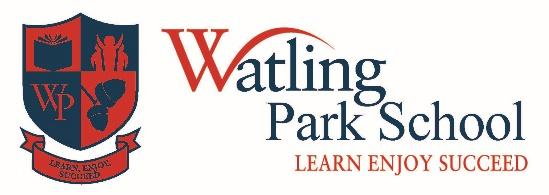 WP
LEARN, ENJOY,
SUCCEED
Watling
Park School
LEARN ENJOY SUCCEED